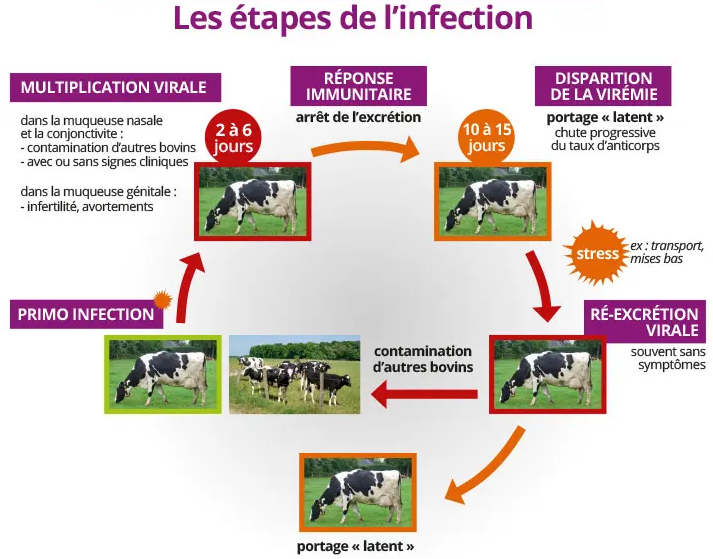 Les étapes de l'infection
MULTIPLICATION VIRALE
dans la muqueuse nasale
et la conjonctivite :
- contamination d'autres bovins
- avec ou sans signes cliniques
dans la muqueuse génitale :
- infertilité, avortements
2 à 6
jours
RÉPONSE
IMMUNITAIRE
arrêt de l'excrétion
10 à 15
jours
DISPARITION
DE LA VIRÉMIE
portage « latent »
chute progressive
du taux d'anticorps
stress
ex : transport,
mises bas
PRIMO INFECTION
RÉ-EXCRÉTION
VIRALE
souvent sans
symptômes
contamination
d'autres bovins
portage « latent »